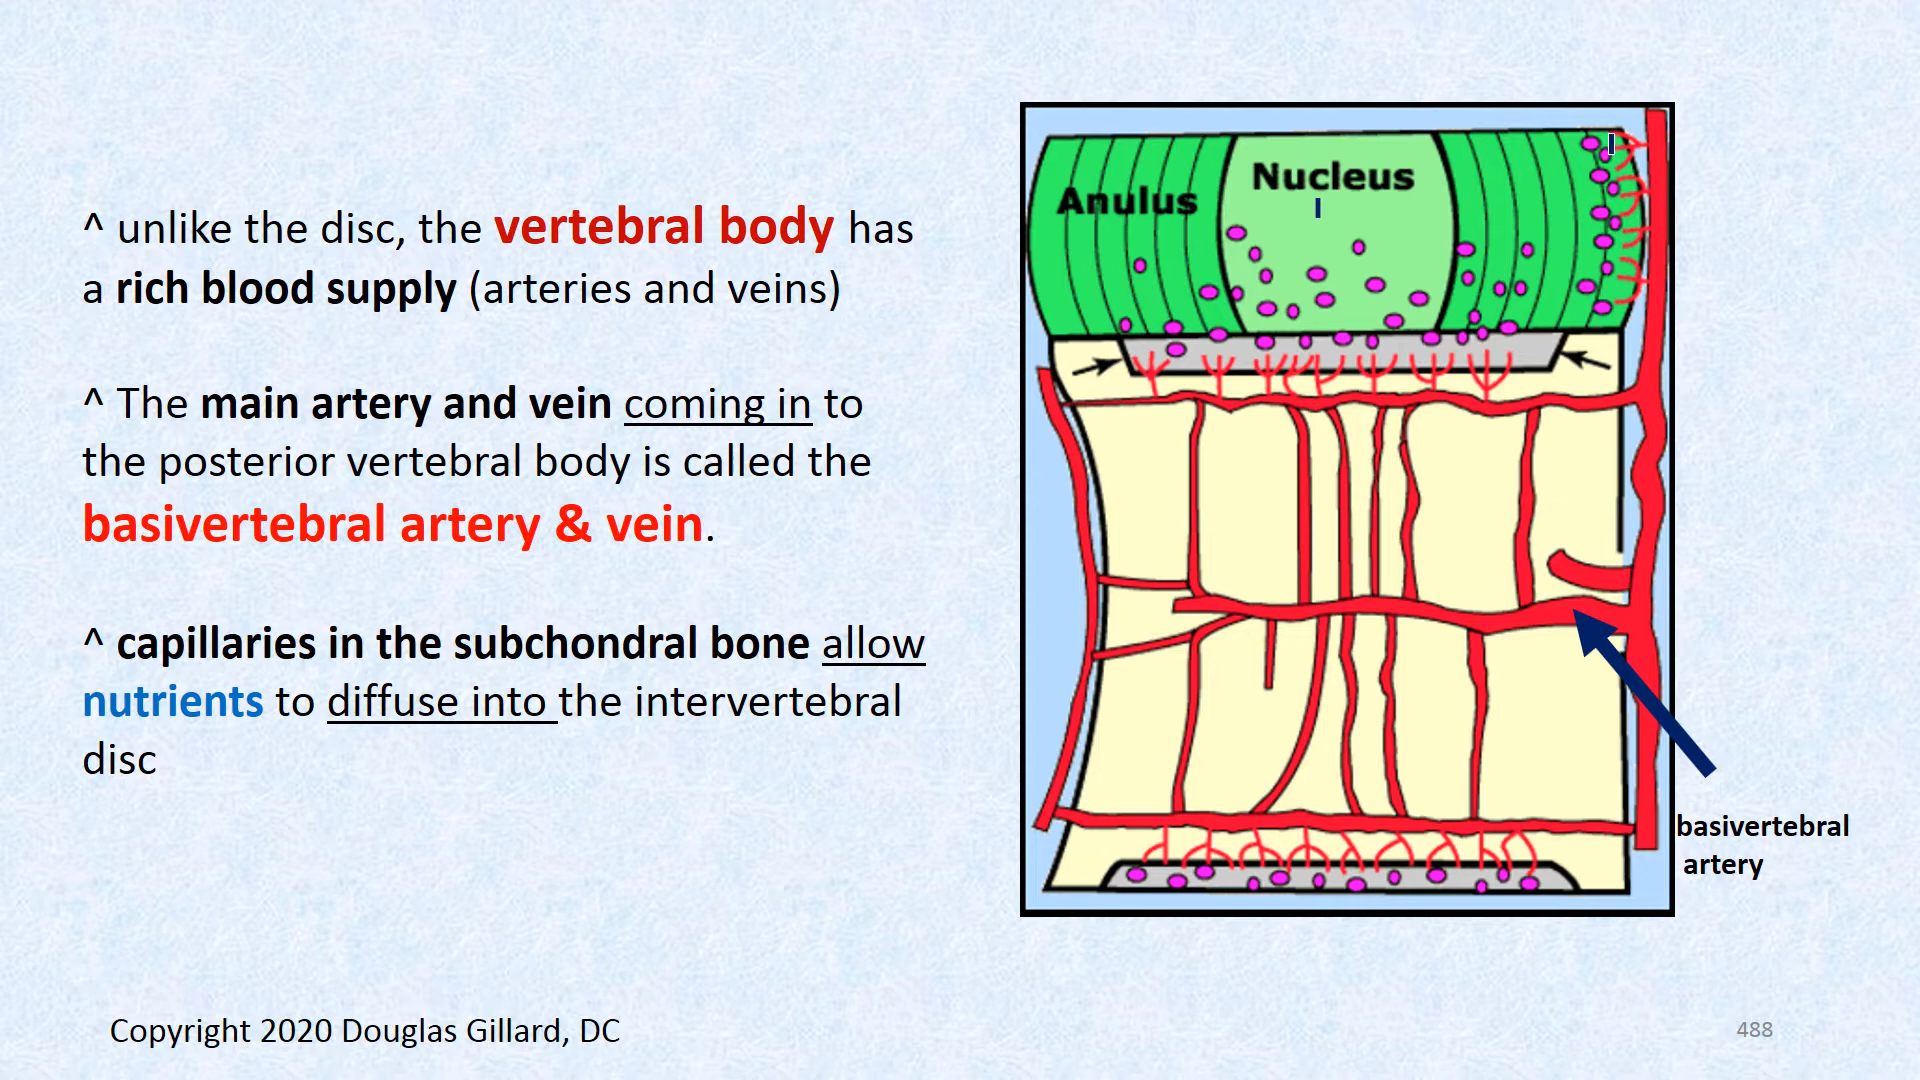 ^ unlike the disc, the vertebral body has
a rich blood supply (arteries and veins)
^ The main artery and vein coming in to
the posterior vertebral body is called the
basivertebral artery & vein.
^ capillaries in the subchondral bone allow
nutrients to diffuse into the intervertebral
disc
Nucleus
Anulus
basivertebral
artery
Copyright 2020 Douglas Gillard, DC
488